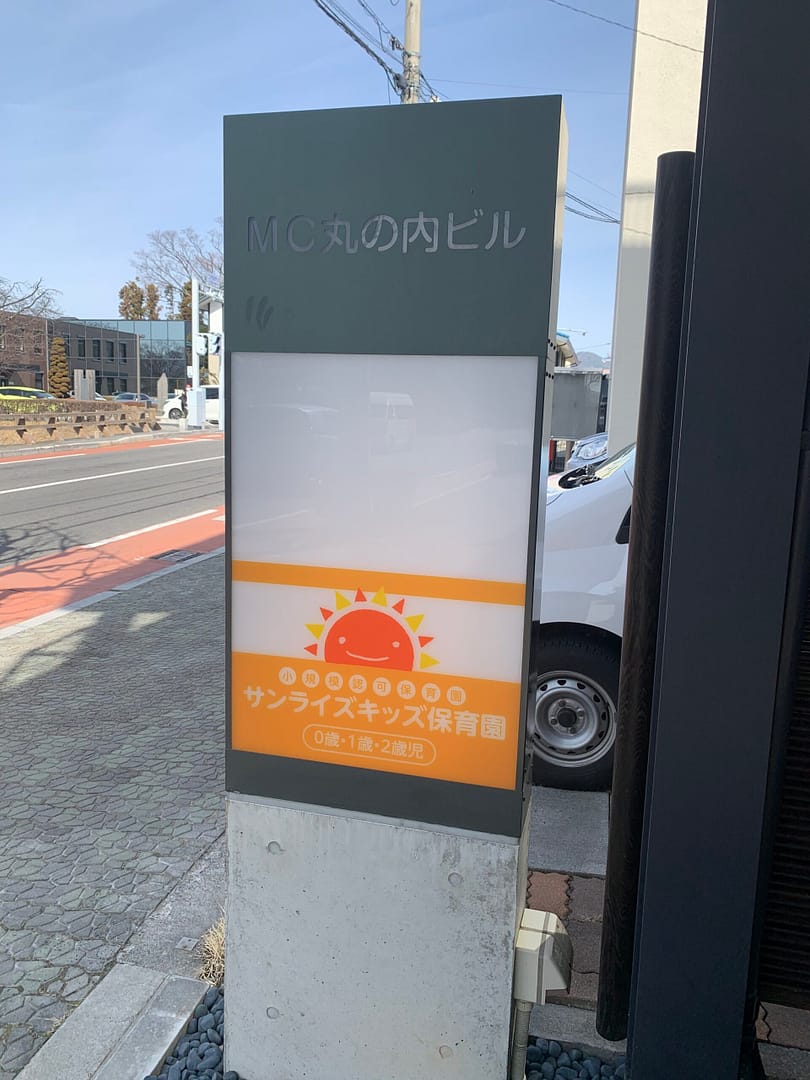 MC丸の内ビル
小規模認可保育園
サンライズキッズ保育園
0歳・1歳・2歳児